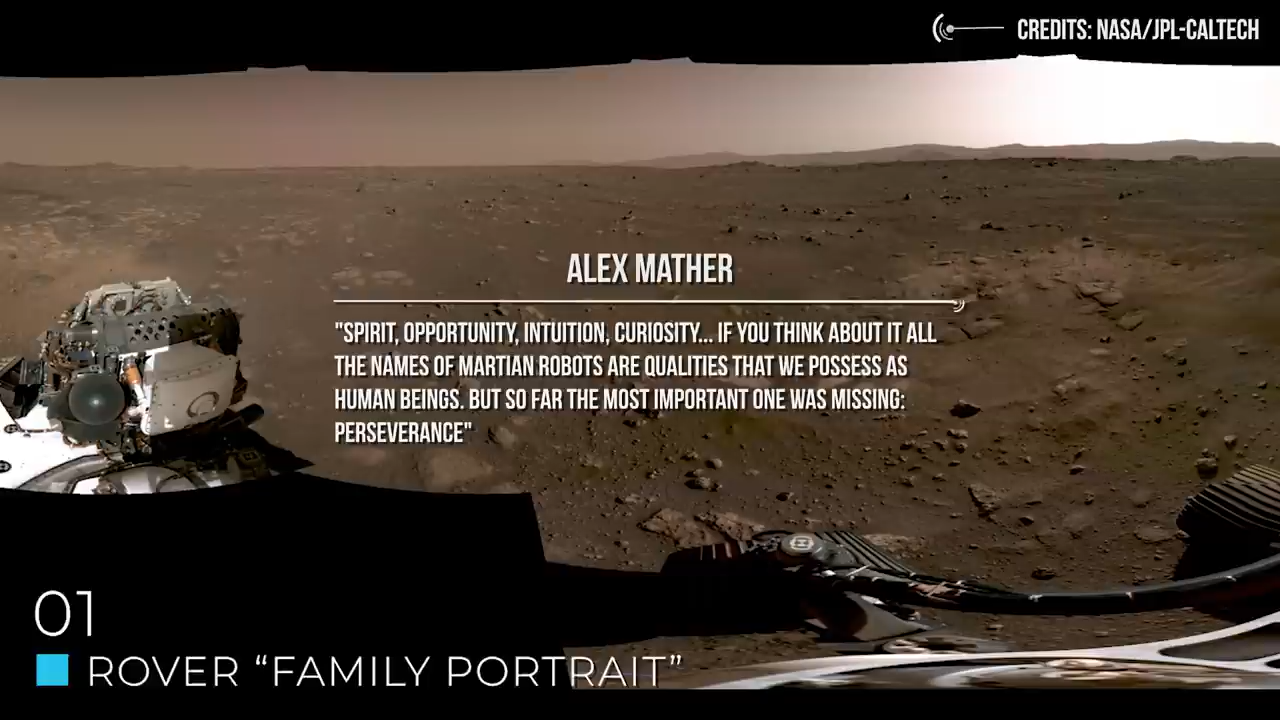 CREDITS: NASA/JPL-CALTECH
ALEX MATHER
"SPIRIT, OPPORTUNITY, INTUITION, CURIOSITY... IF YOU THINK ABOUT IT ALL
THE NAMES OF MARTIAN ROBOTS ARE QUALITIES THAT WE POSSESS AS
HUMAN BEINGS. BUT SO FAR THE MOST IMPORTANT ONE WAS MISSING:
PERSEVERANCE"
01
ROVER “FAMILY PORTRAIT”